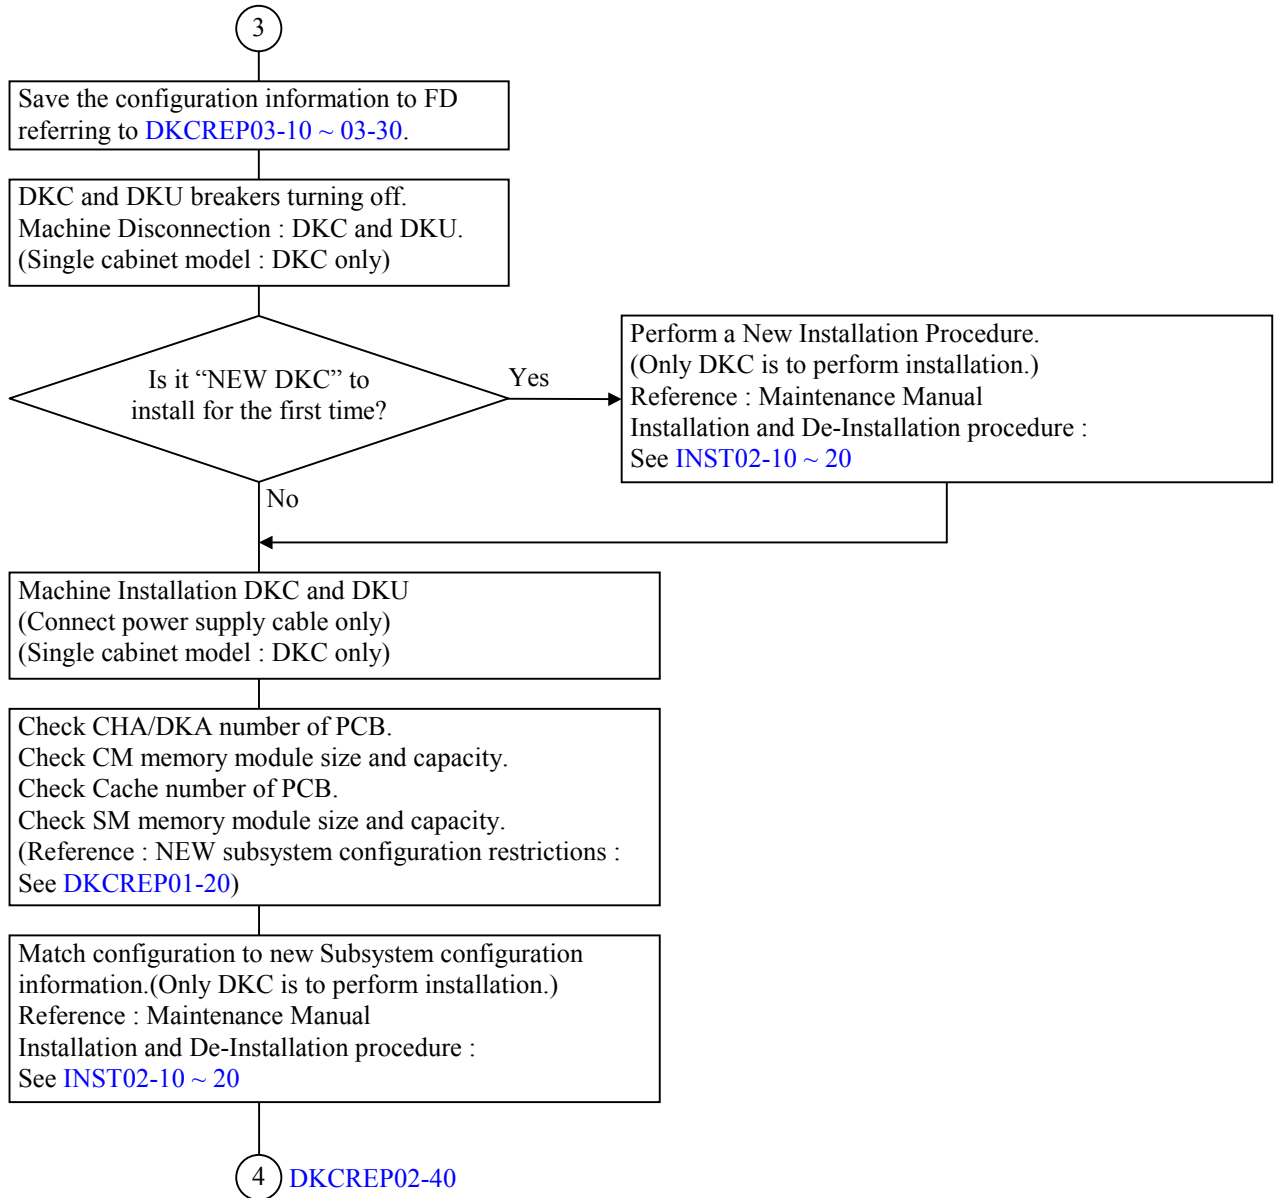 3
Save the configuration information to FD
referring to DKCREP03-10 ~ 03-30.
DKC and DKU breakers turning off.
Machine Disconnection : DKC and DKU.
(Single cabinet model : DKC only)
Is it “NEW DKC” to
install for the first time?
Yes
Perform a New Installation Procedure.
(Only DKC is to perform installation.)
Reference : Maintenance Manual
Installation and De-Installation procedure :
See INST02-10 ~ 20
No
Machine Installation DKC and DKU
(Connect power supply cable only)
(Single cabinet model : DKC only)
Check CHA/DKA number of PCB.
Check CM memory module size and capacity.
Check Cache number of PCB.
Check SM memory module size and capacity.
(Reference : NEW subsystem configuration restrictions :
See DKCREP01-20)
Match configuration to new Subsystem configuration
information.(Only DKC is to perform installation.)
Reference : Maintenance Manual
Installation and De-Installation procedure :
See INST02-10 ~ 20
4 DKCREP02-40